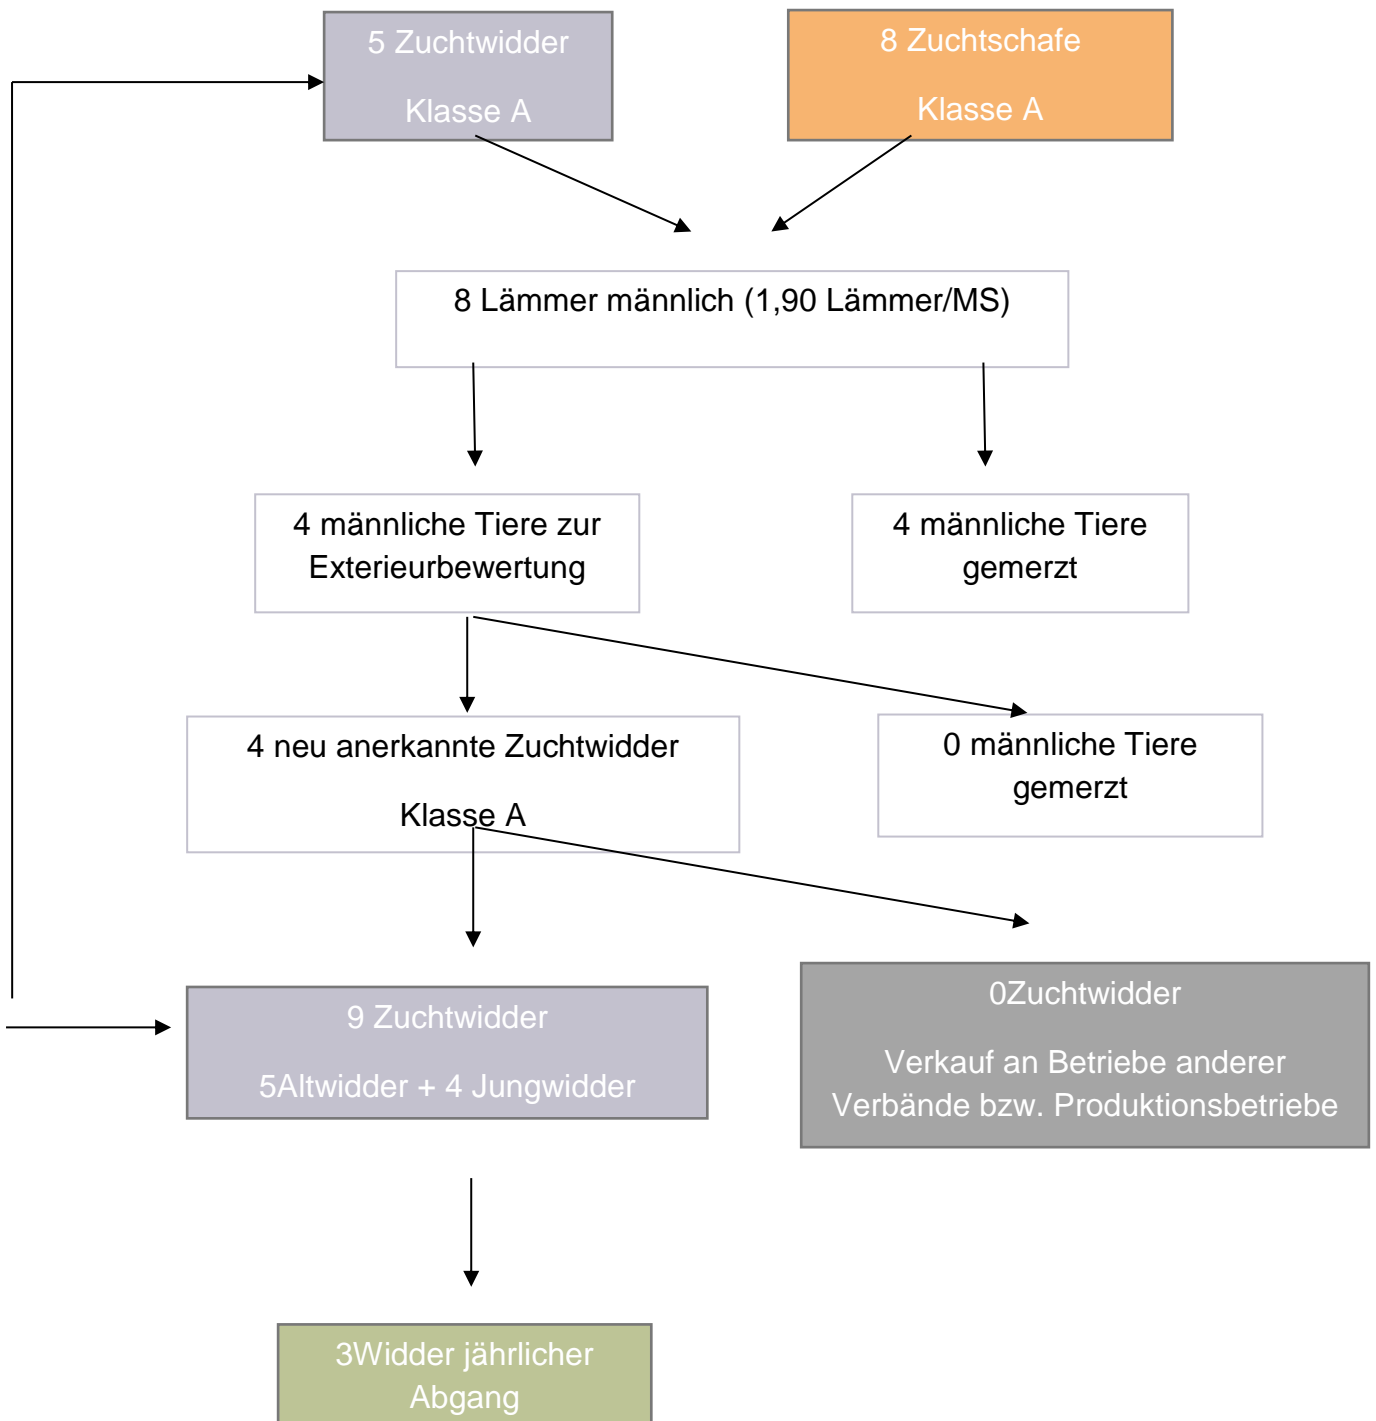 5 Zuchtwidder
Klasse A
8 Zuchtschafe
Klasse A
8 Lämmer männlich (1,90 Lämmer/MS)
4 männliche Tiere zur
Exterieurbewertung
4 männliche Tiere
gemerzt
4 neu anerkannte Zuchtwidder
Klasse A
0 männliche Tiere
gemerzt
9 Zuchtwidder
5Altwidder + 4 Jungwidder
0Zuchtwidder
Verkauf an Betriebe anderer
Verbände bzw. Produktionsbetriebe
3Widder jährlicher
Abgang